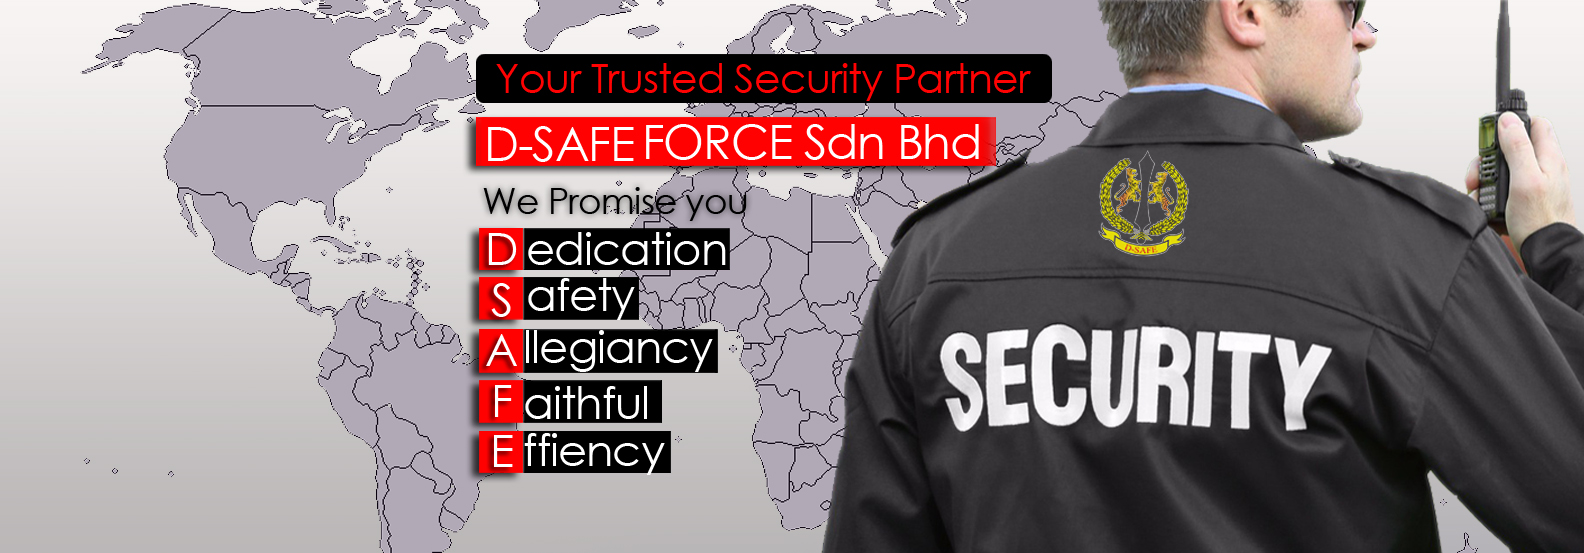 Your Trusted Security Partner
D-SAFE FORCE Sdn Bhd
We Promise you
Dedication
Safety
Allegiancy
Faithful
Effiency
D-SAFE
SECURITY